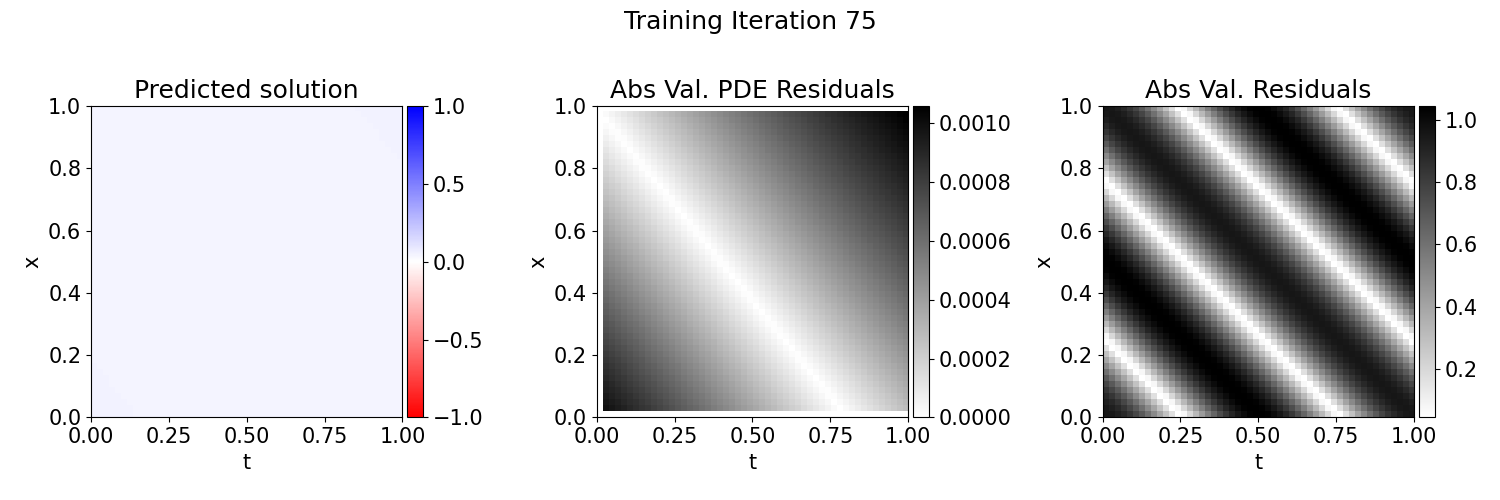 Training Iteration 75
Predicted solution
1.0
0.8
0.6
0.4
0.2
0.0
x
0.00 0.25 0.50 0.75 1.00
t
1.0
0.5
0.0
−0.5
−1.0
Abs Val. PDE Residuals
1.0
0.8
0.6
0.4
0.2
0.0
x
0.00 0.25 0.50 0.75 1.00
t
0.0010
0.0008
0.0006
0.0004
0.0002
0.0000
Abs Val. Residuals
1.0
0.8
0.6
0.4
0.2
0.0
x
0.00 0.25 0.50 0.75 1.00
t
1.0
0.8
0.6
0.4
0.2